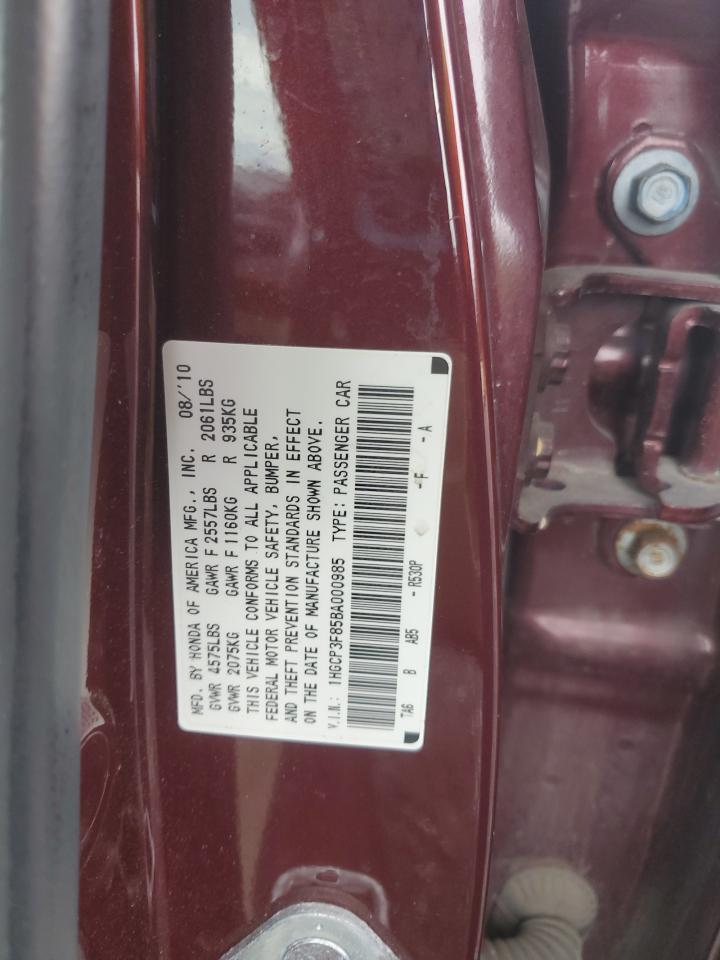 MFD. BY HONDA OF AMERICA MFG., INC. 08/'10
GVWR 4575LBS GAWR F 2557LBS R 2061LBS
GVWR 2075KG GAWR F 1160KG R 935KG
THIS VEHICLE CONFORMS TO ALL APPLICABLE
FEDERAL MOTOR VEHICLE SAFETY, BUMPER,
AND THEFT PREVENTION STANDARDS IN EFFECT
ON THE DATE OF MANUFACTURE SHOWN ABOVE.
V.I.N.: 1HGCP3F85BA000985 TYPE: PASSENGER CAR
TA6 B AB5 - R530P -F -A